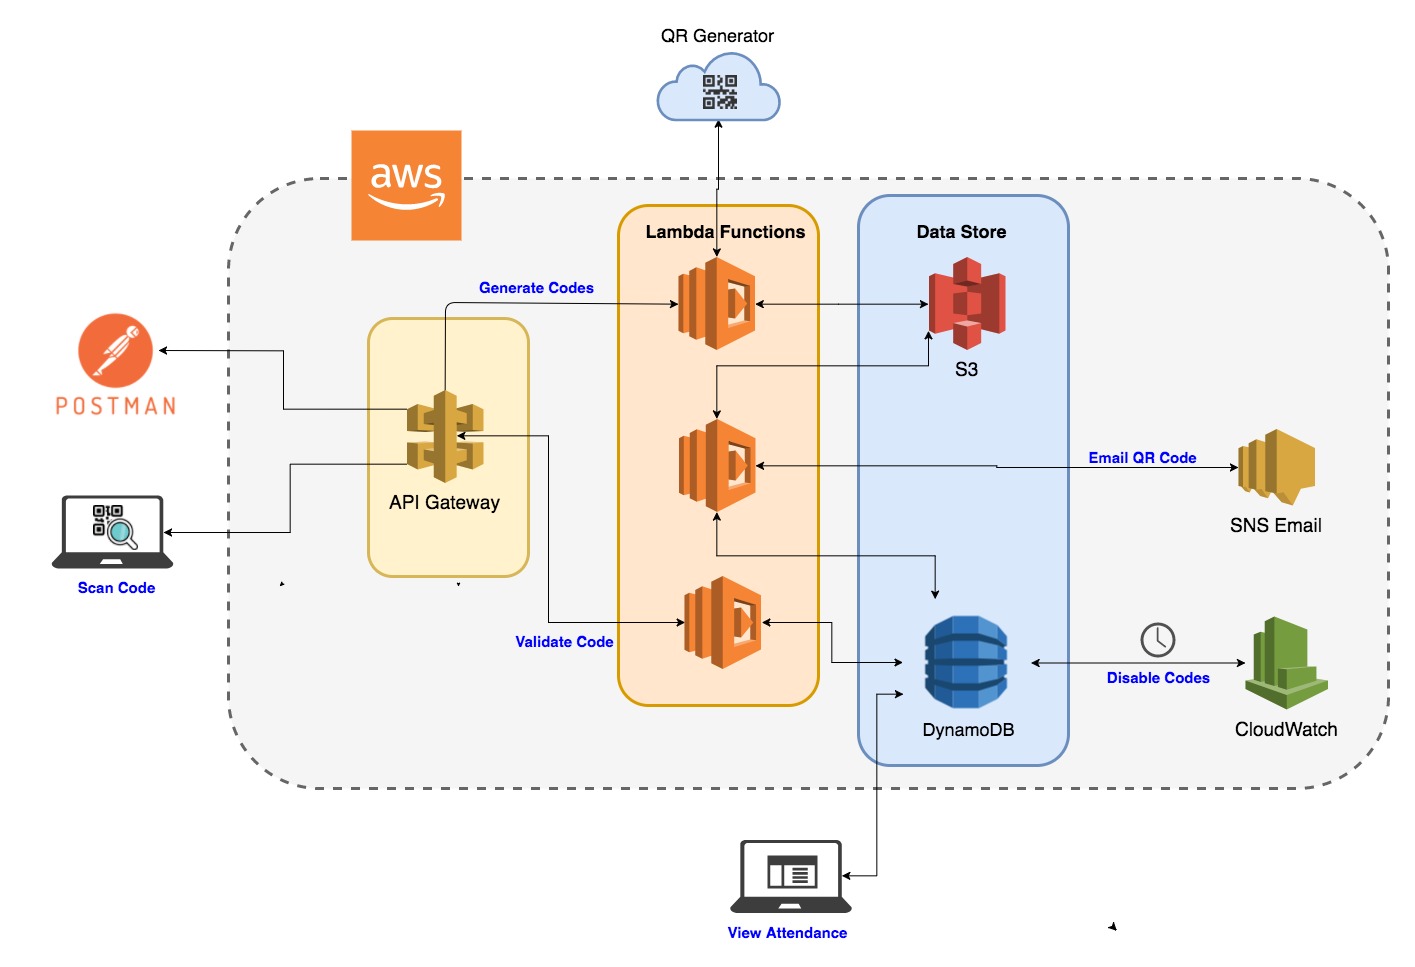 QR Generator
aws
Lambda Functions
Data Store
Generate Codes
S3
POSTMAN
API Gateway
Email QR Code
SNS Email
Scan Code
Validate Code
Disable Codes
DynamoDB
CloudWatch
View Attendance